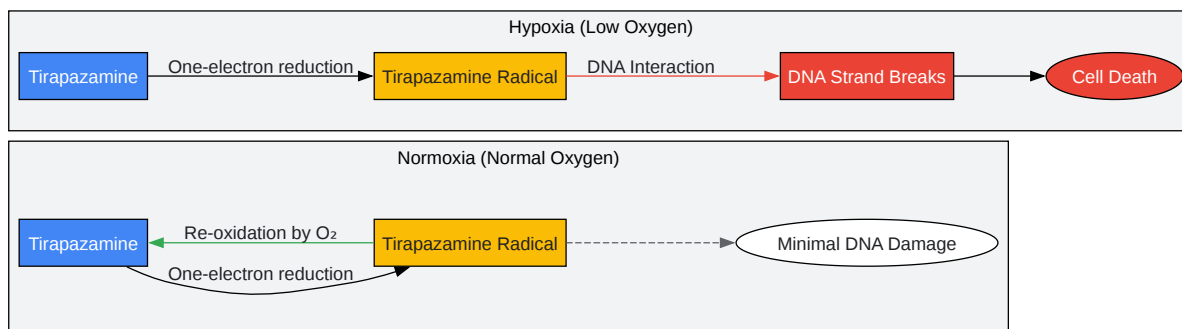 Hypoxia (Low Oxygen)
Tirapazamine
One-electron reduction
Tirapazamine Radical
DNA Interaction
DNA Strand Breaks
Cell Death
Normoxia (Normal Oxygen)
Tirapazamine
Re-oxidation by O₂
Tirapazamine Radical
Minimal DNA Damage
One-electron reduction